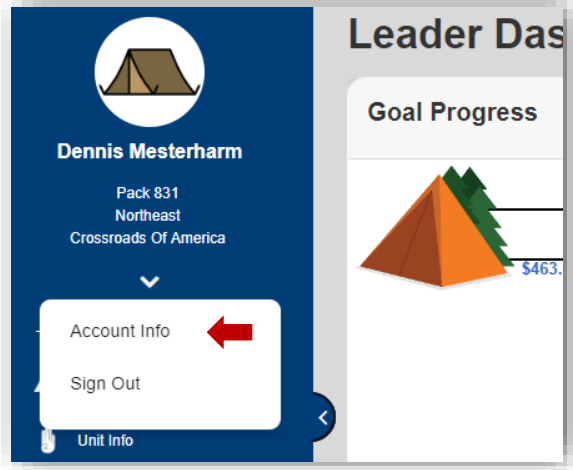 Leader Das
Goal Progress
$463.
Dennis Mesterharm
Pack 831
Northeast
Crossroads Of America
Account Info
Sign Out
Unit Info